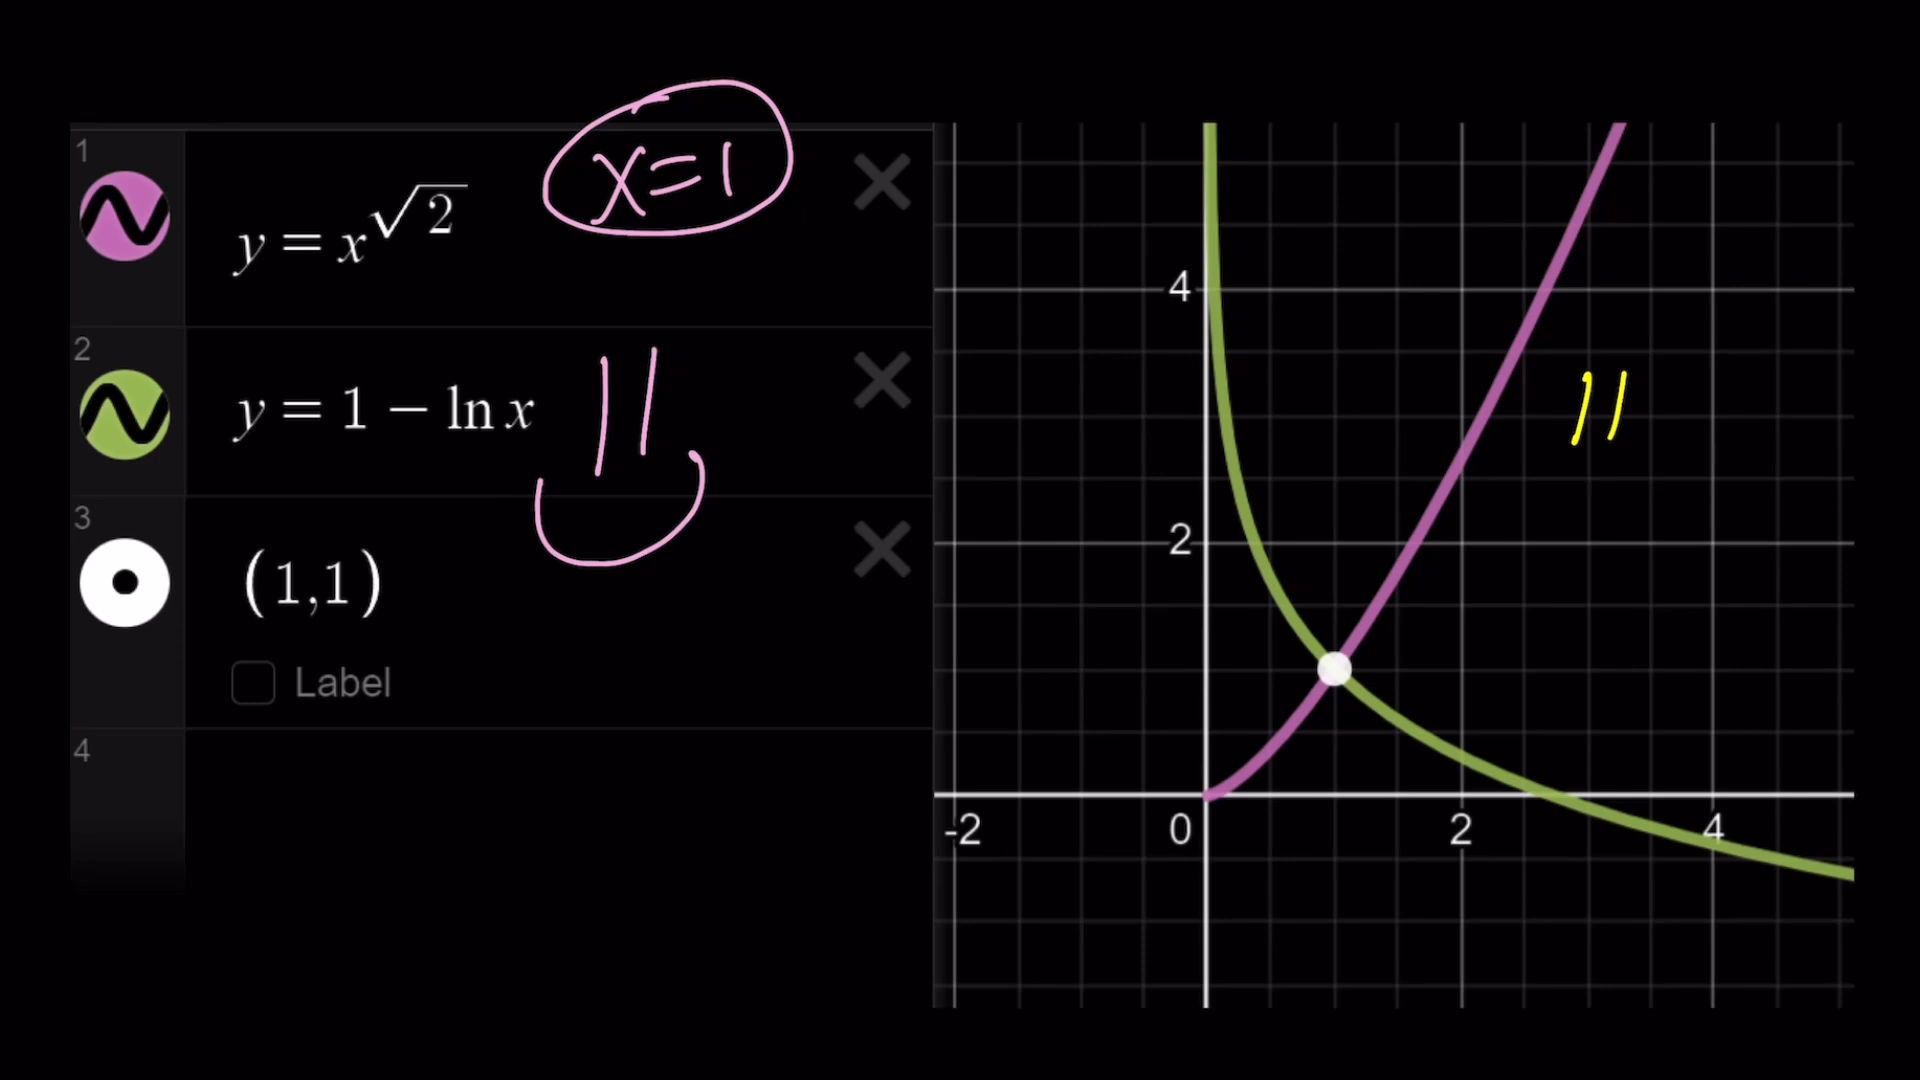 1
y = x^√2
x=1
2
y = 1 − ln x
3
(1,1)
Label
4
4
2
-2 0 2 4